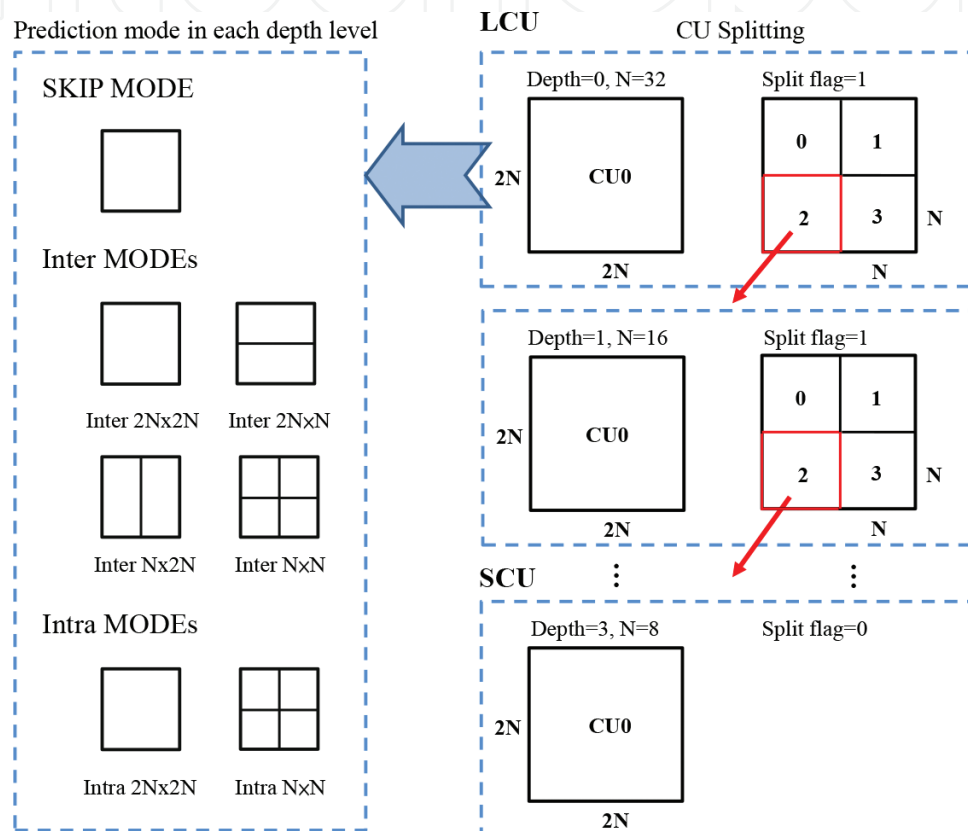 Prediction mode in each depth level
SKIP MODE
Inter MODEs
Inter 2Nx2N
Inter 2N×N
Inter Nx2N
Inter N×N
Intra MODEs
Intra 2Nx2N
Intra N×N
LCU
CU Splitting
Depth=0, N=32
Split flag=1
2N
CU0
2N
0
1
2
3
N
N
Depth=1, N=16
Split flag=1
2N
CU0
2N
0
1
2
3
N
N
SCU
Depth=3, N=8
Split flag=0
2N
CU0
2N